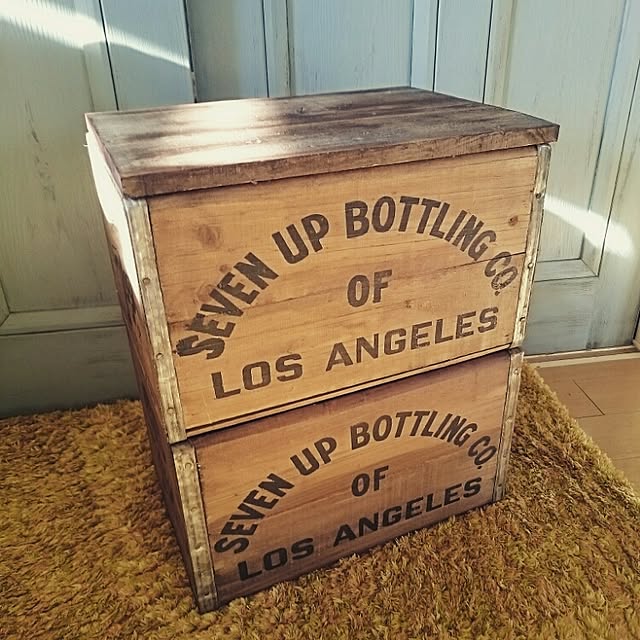 SEVEN UP BOTTLING CO.
OF
LOS ANGELES
SEVEN UP BOTTLING CO.
OF
LOS ANGELES